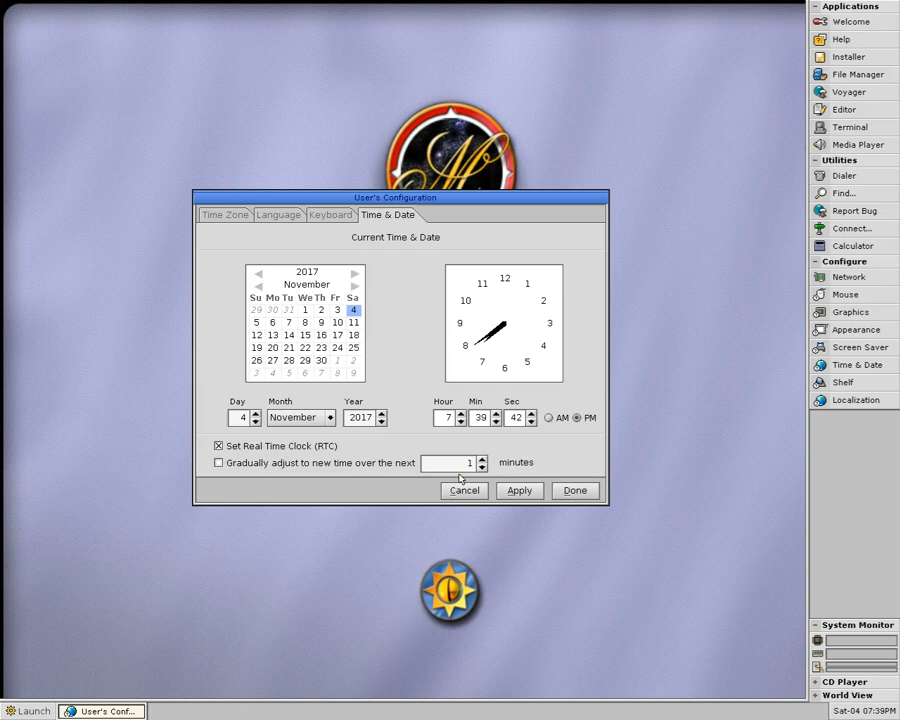 User's Configuration
Time Zone Language Keyboard Time & Date
Current Time & Date
2017
November
Su Mo Tu We Th Fr Sa
29 30 31 1 2 3 4
5 6 7 8 9 10 11
12 13 14 15 16 17 18
19 20 21 22 23 24 25
26 27 28 29 30 1 2
3 4 5 6 7 8 9
12
11 1
10 2
9 3
8 4
7 5
6
Day Month Year Hour Min Sec
4 November 2017 7 39 42 AM PM
Set Real Time Clock (RTC)
Gradually adjust to new time over the next 1 minutes
Cancel Apply Done
Applications
Welcome
Help
Installer
File Manager
Voyager
Editor
Terminal
Media Player
Utilities
Dialer
Find...
Report Bug
Connect...
Calculator
Configure
Network
Mouse
Graphics
Appearance
Screen Saver
Time & Date
Shelf
Localization
System Monitor
CD Player
World View
Launch User's Conf... Sat-04 07:39PM